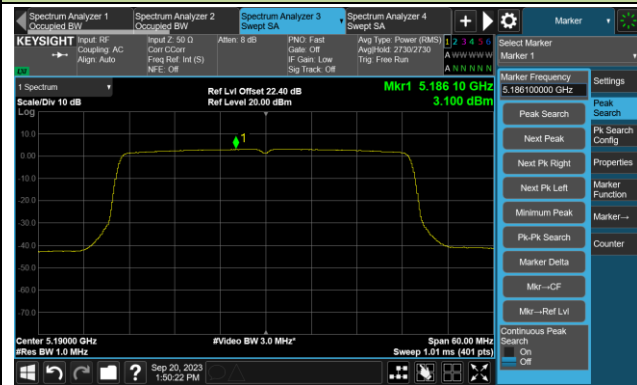 Spectrum Analyzer 1
Occupied BW
Spectrum Analyzer 2
Occupied BW
Spectrum Analyzer 3
Swept SA
Spectrum Analyzer 4
Swept SA
Marker
KEYSIGHT
Input: RF
Coupling: AC
Align: Auto
Input Z: 50 Ω
Corr CCorr
Freq Ref: Int (S)
NFE: Off
Atten: 8 dB
PNO: Fast
Gate: Off
IF Gain: Low
Sig Track: Off
Avg Type: Power (RMS)
Avg|Hold: 2730/2730
Trig: Free Run
1 2 3 4 5 6
A W W W W W
A N N N N N
Select Marker
Marker 1
1 Spectrum
Scale/Div 10 dB
Log
Ref Lvl Offset 22.40 dB
Ref Level 20.00 dBm
Mkr1 5.186 10 GHz
3.100 dBm
1
10.0
0.00
-10.0
-20.0
-30.0
-40.0
-50.0
-60.0
-70.0
Center 5.19000 GHz
#Res BW 1.0 MHz
#Video BW 3.0 MHz*
Span 60.00 MHz
Sweep 1.01 ms (401 pts)
Marker Frequency
5.186100000 GHz
Peak Search
Next Peak
Next Pk Right
Next Pk Left
Minimum Peak
Pk-Pk Search
Marker Delta
Mkr→CF
Mkr→Ref Lvl
Continuous Peak
Search
On
Off
Settings
Peak
Search
Pk Search
Config
Properties
Marker
Function
Marker→
Counter
Sep 20, 2023
1:50:22 PM